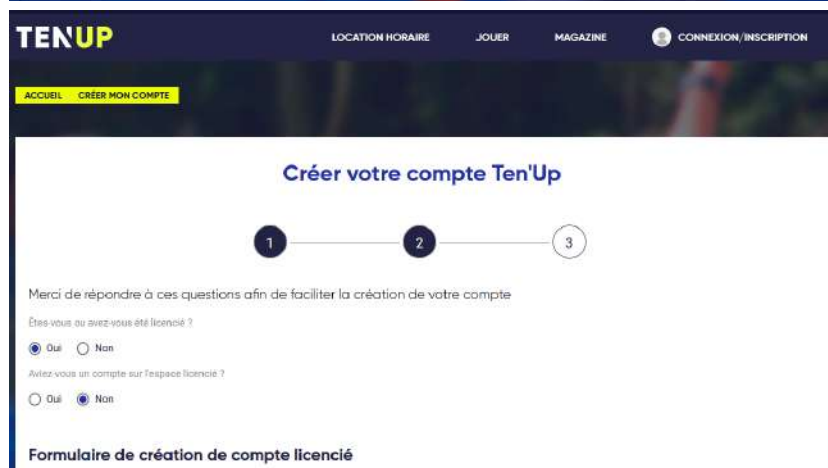 TEN'UP
LOCATION HORAIRE JOUER MAGAZINE CONNEXION/INSCRIPTION
ACCUEIL CRÉER MON COMPTE
Créer votre compte Ten'Up
1 2 3
Merci de répondre à ces questions afin de faciliter la création de votre compte
Êtes-vous ou avez-vous été licencié ?
Oui Non
Aviez-vous un compte sur l'espace licencié ?
Oui Non
Formulaire de création de compte licencié